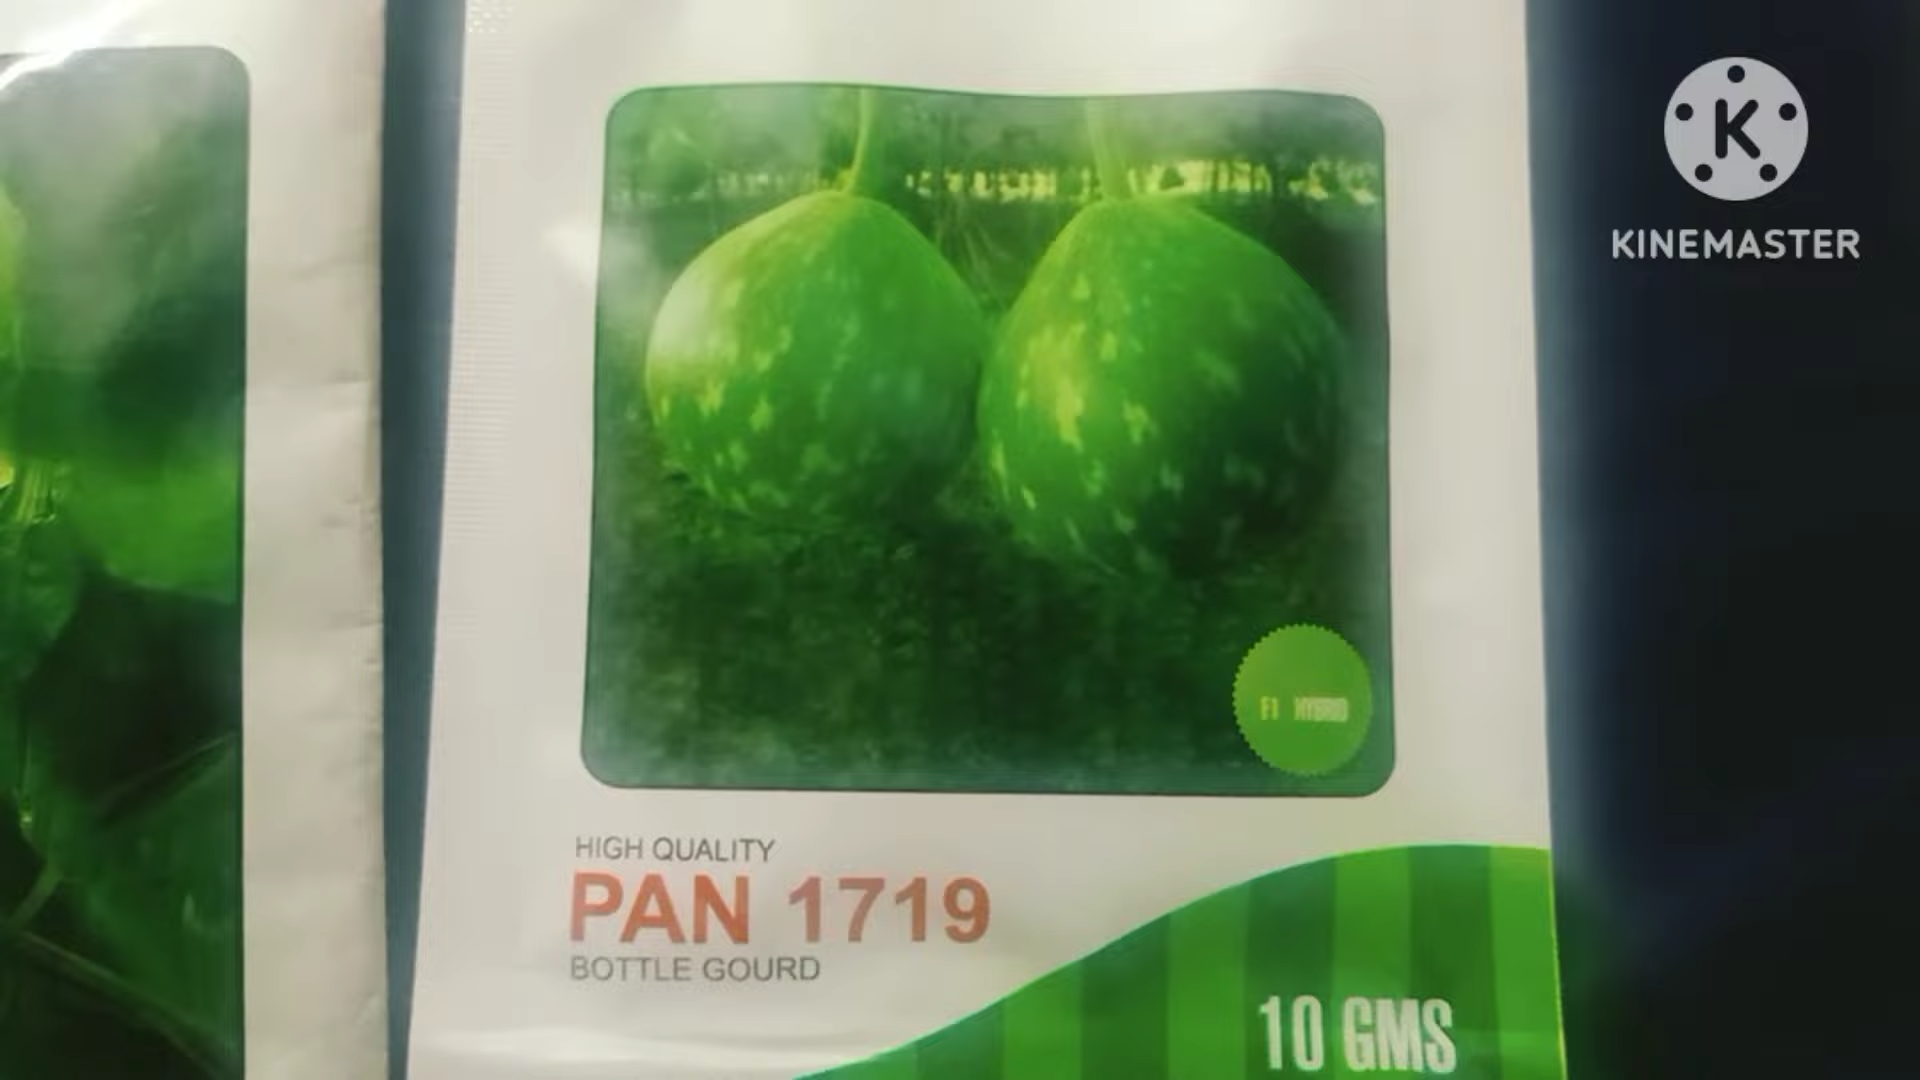 K
KINEMASTER
F1 HYBRID
HIGH QUALITY
PAN 1719
BOTTLE GOURD
10 GMS